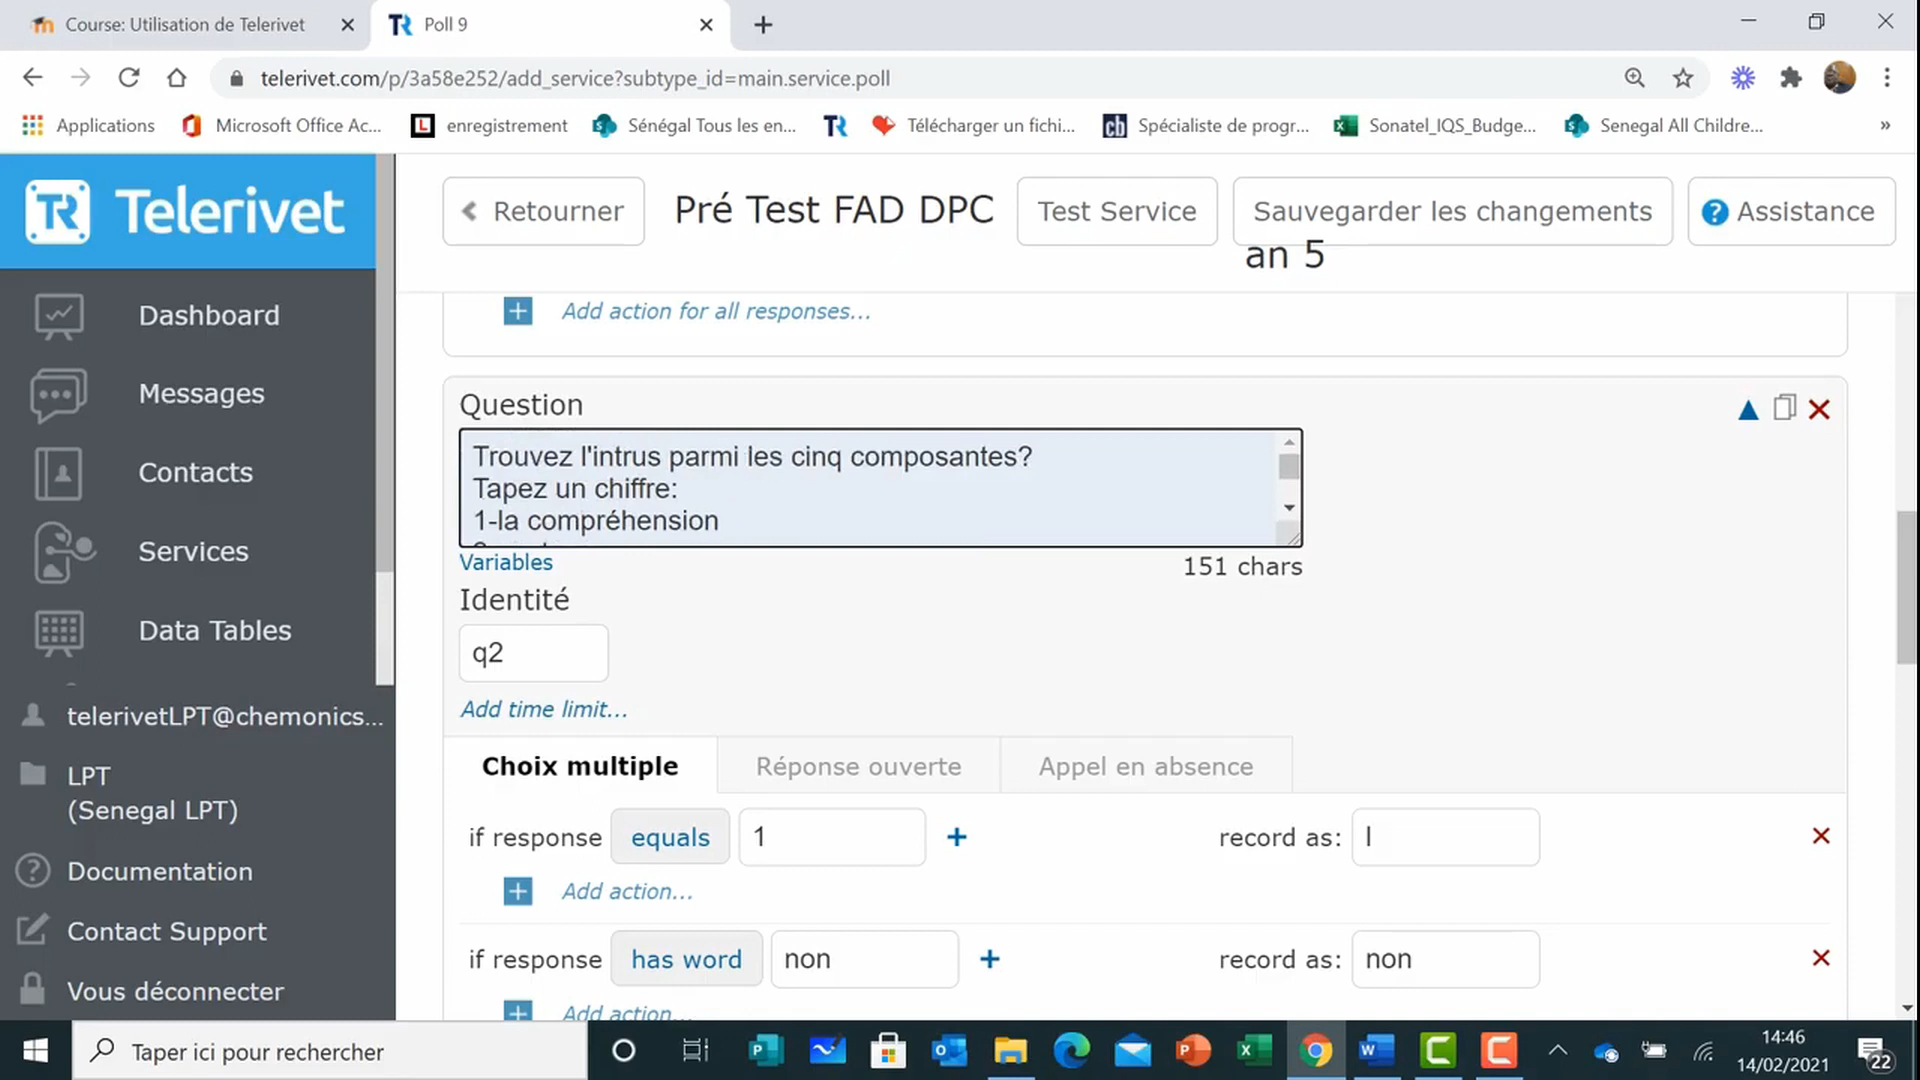 Course: Utilisation de Telerivet
Poll 9
telerivet.com/p/3a58e252/add_service?subtype_id=main.service.poll
Applications
Microsoft Office Ac...
enregistrement
Sénégal Tous les en...
Télécharger un fichi...
Spécialiste de progr...
Sonatel_IQS_Budge...
Senegal All Childre...
»
Telerivet
Retourner
Pré Test FAD DPC
an 5
Test Service
Sauvegarder les changements
Assistance
Dashboard
Messages
Contacts
Services
Data Tables
telerivetLPT@chemonics...
LPT
(Senegal LPT)
Documentation
Contact Support
Vous déconnecter
Add action for all responses...
Question
Trouvez l'intrus parmi les cinq composantes?
Tapez un chiffre:
1-la compréhension
Variables
151 chars
Identité
q2
Add time limit...
Choix multiple
Réponse ouverte
Appel en absence
if response equals 1 + record as: l
Add action...
if response has word non + record as: non
Add action...
Taper ici pour rechercher
14:46
14/02/2021
22